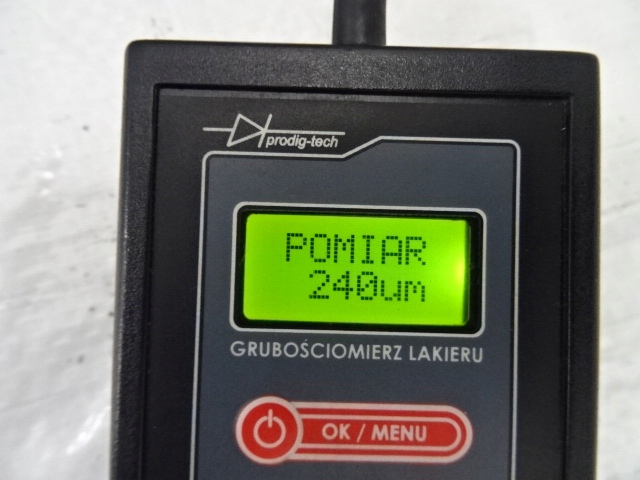 prodig-tech
POMIAR
240um
GRUBOŚCIOMIERZ LAKIERU
OK / MENU